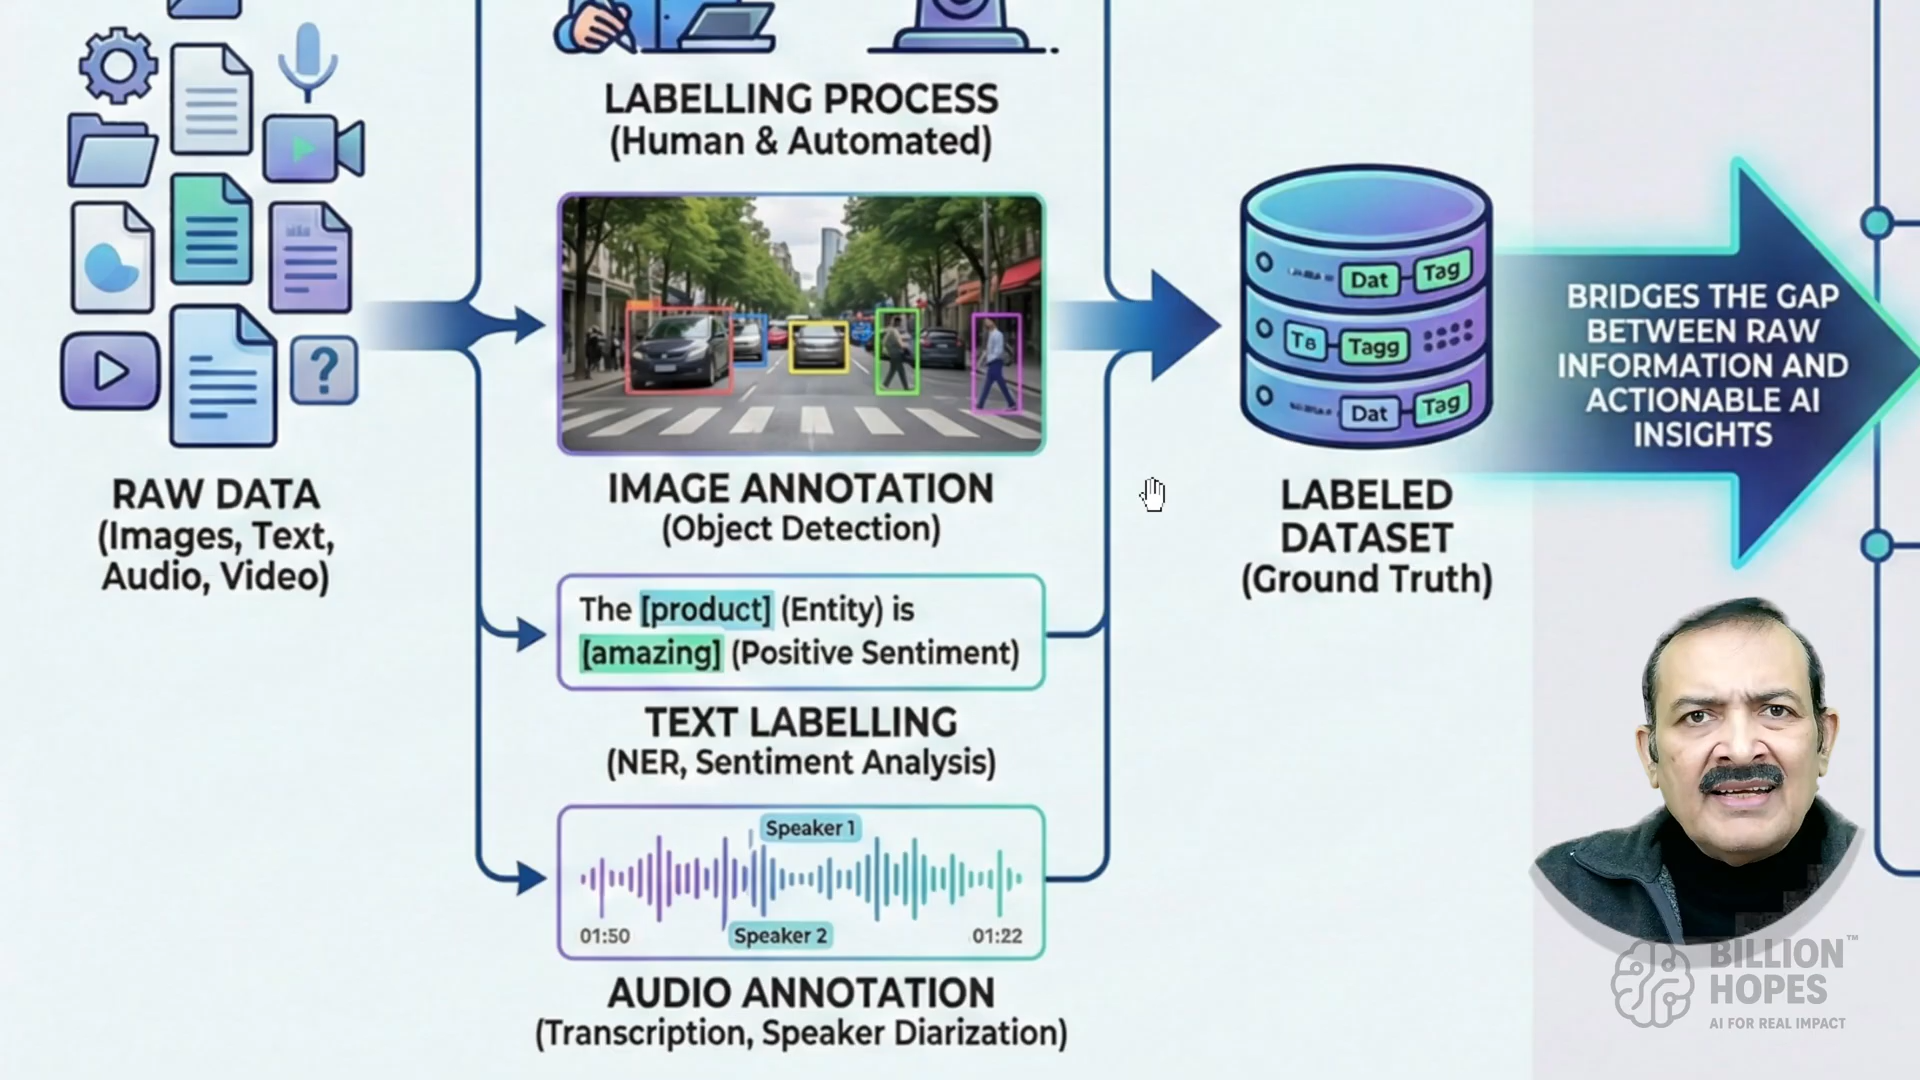 LABELLING PROCESS
(Human & Automated)
RAW DATA
(Images, Text,
Audio, Video)
?
IMAGE ANNOTATION
(Object Detection)
The [product] (Entity) is
[amazing] (Positive Sentiment)
TEXT LABELLING
(NER, Sentiment Analysis)
Speaker 1
01:50
Speaker 2
01:22
AUDIO ANNOTATION
(Transcription, Speaker Diarization)
Dat Tag
Tagg
Dat Tag
LABELED
DATASET
(Ground Truth)
BRIDGES THE GAP
BETWEEN RAW
INFORMATION AND
ACTIONABLE AI
INSIGHTS
BILLION™
HOPES
AI FOR REAL IMPACT